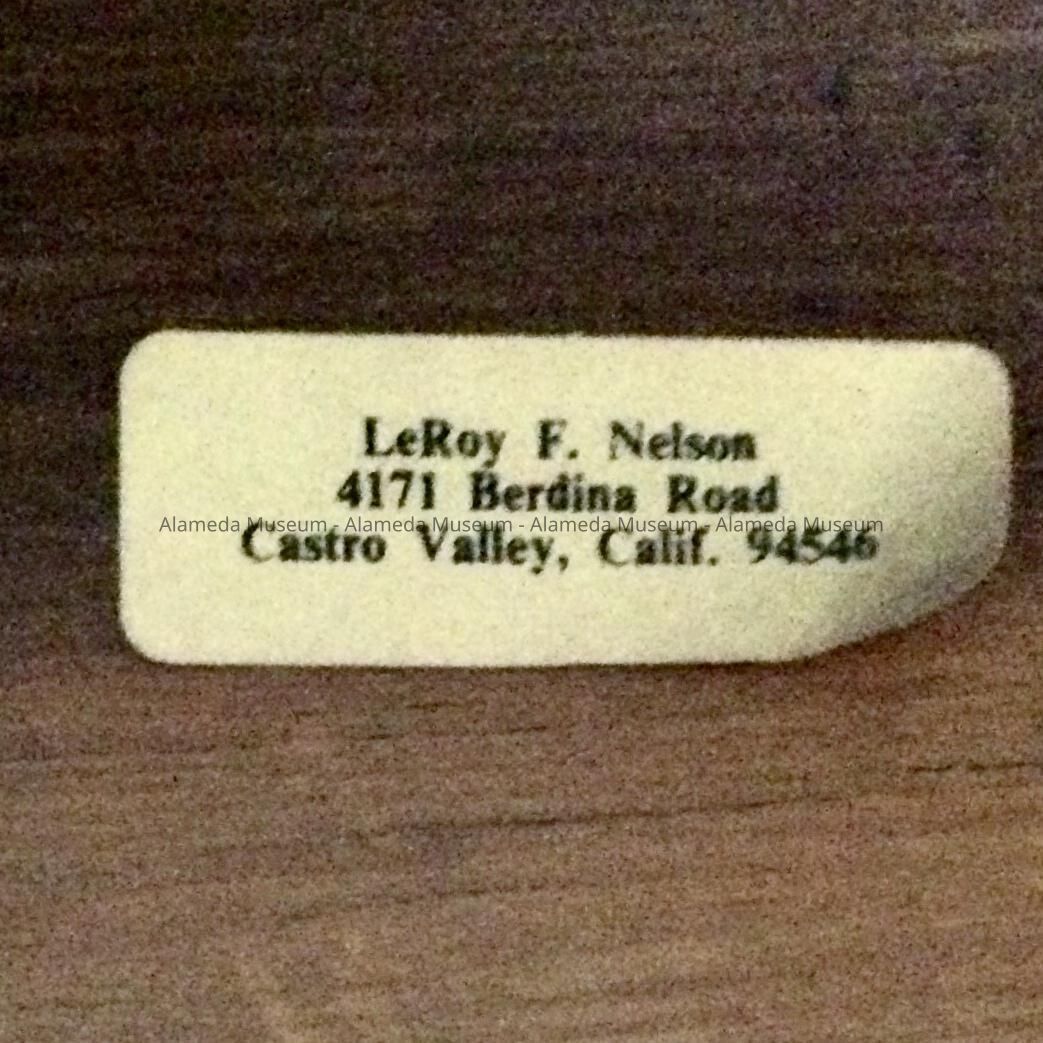 LeRoy F. Nelson
4171 Berdina Road
Alameda Museum - Alameda Museum - Alameda Museum - Alameda Museum
Castro Valley, Calif. 94546